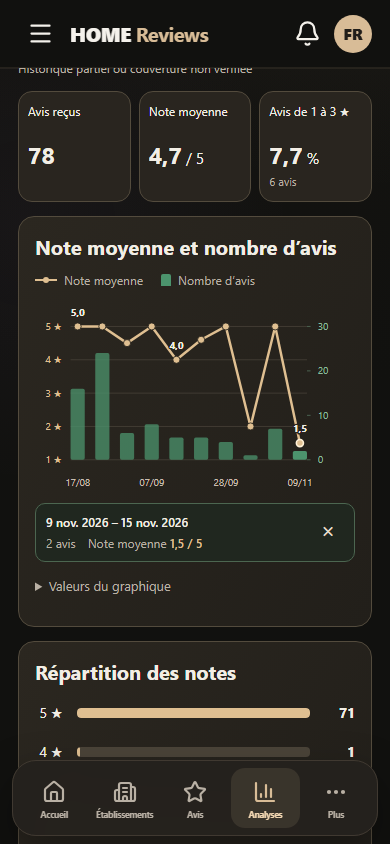 HOME Reviews
FR
Historique partiel ou couverture non vérifiée
Avis reçus
78
Note moyenne
4,7 / 5
Avis de 1 à 3 ★
7,7 %
6 avis
Note moyenne et nombre d’avis
Note moyenne
Nombre d’avis
5,0
5 ★
30
4,0
4 ★
20
3 ★
10
2 ★
1,5
1 ★
0
17/08
07/09
28/09
09/11
9 nov. 2026 – 15 nov. 2026
2 avis Note moyenne 1,5 / 5
Valeurs du graphique
Répartition des notes
5 ★ 71
4 ★ 1
Accueil
Établissements
Avis
Analyses
Plus